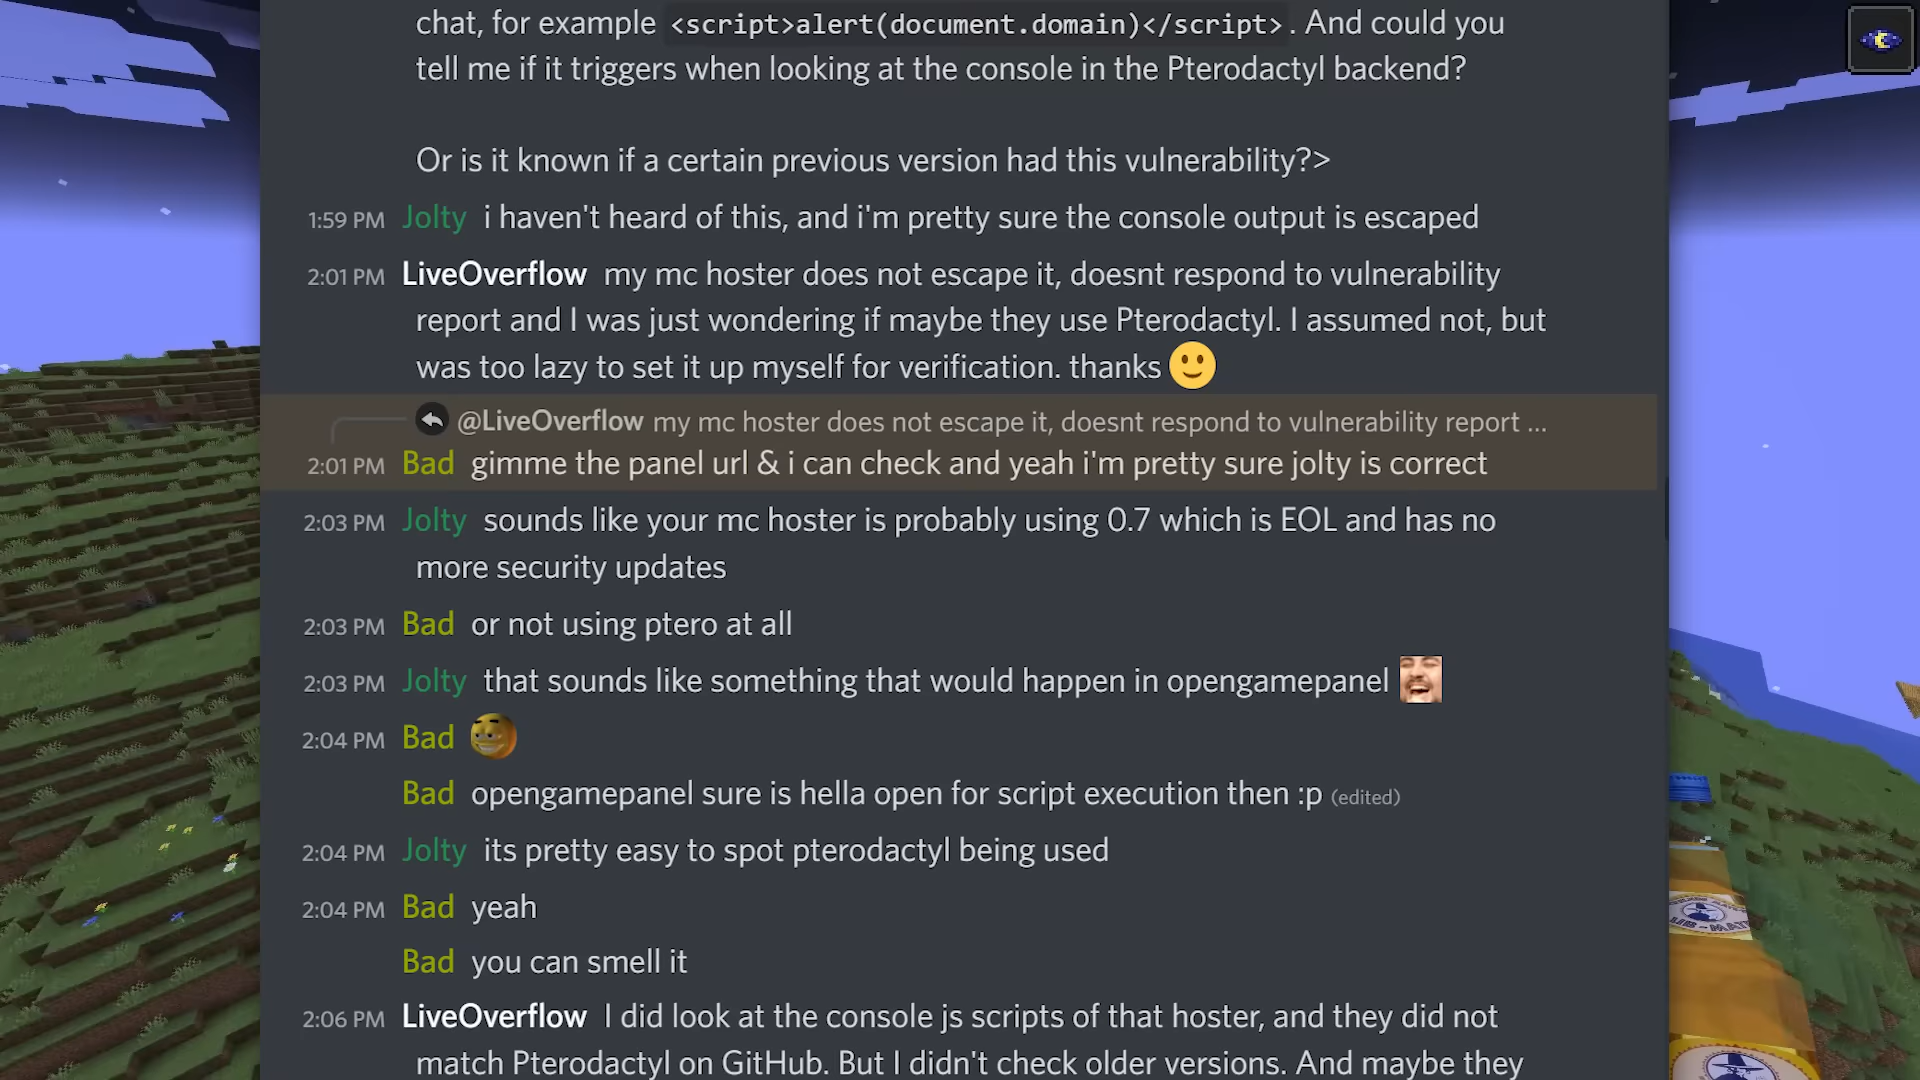 chat, for example <script>alert(document.domain)</script>. And could you
tell me if it triggers when looking at the console in the Pterodactyl backend?
Or is it known if a certain previous version had this vulnerability?>
1:59 PM Jolty i haven't heard of this, and i'm pretty sure the console output is escaped
2:01 PM LiveOverflow my mc hoster does not escape it, doesnt respond to vulnerability
report and I was just wondering if maybe they use Pterodactyl. I assumed not, but
was too lazy to set it up myself for verification. thanks 🙂
@LiveOverflow my mc hoster does not escape it, doesnt respond to vulnerability report ...
2:01 PM Bad gimme the panel url & i can check and yeah i'm pretty sure jolty is correct
2:03 PM Jolty sounds like your mc hoster is probably using 0.7 which is EOL and has no
more security updates
2:03 PM Bad or not using ptero at all
2:03 PM Jolty that sounds like something that would happen in opengamepanel
2:04 PM Bad
Bad opengamepanel sure is hella open for script execution then :p (edited)
2:04 PM Jolty its pretty easy to spot pterodactyl being used
2:04 PM Bad yeah
Bad you can smell it
2:06 PM LiveOverflow I did look at the console js scripts of that hoster, and they did not
match Pterodactyl on GitHub. But I didn't check older versions. And maybe they